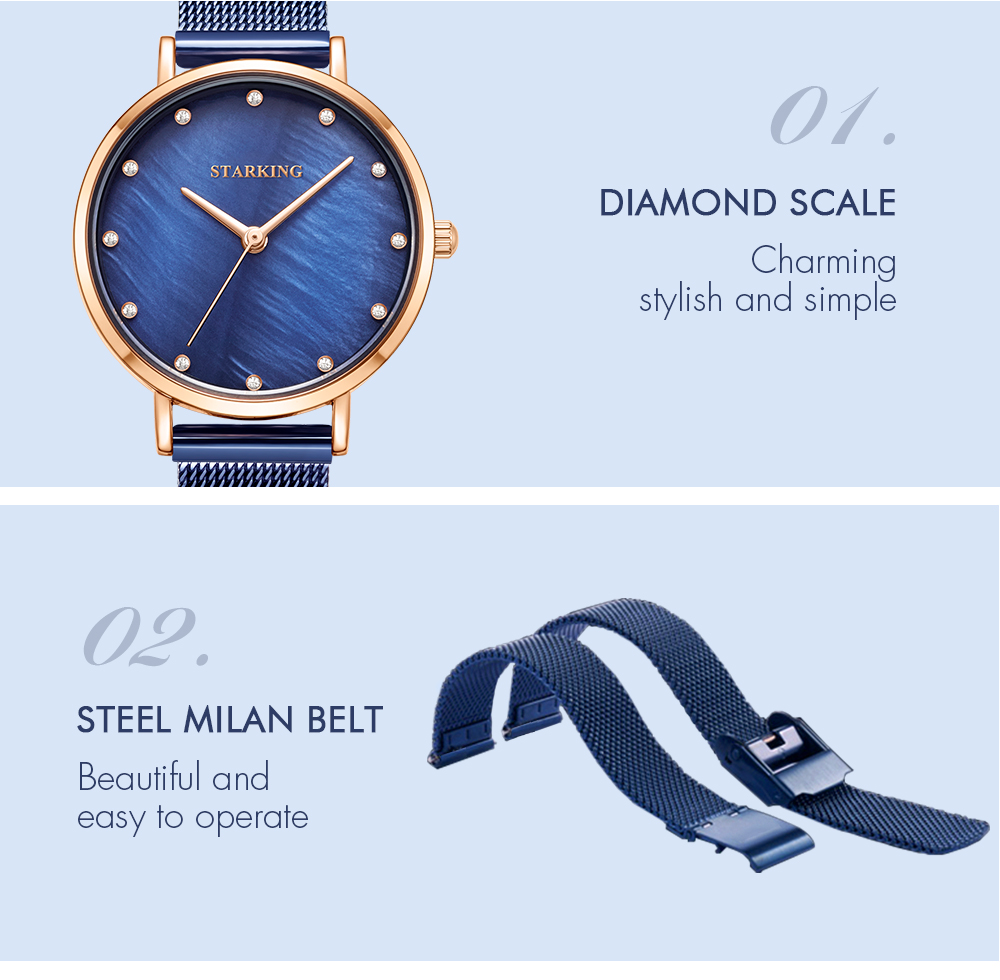 STARKING
01.
DIAMOND SCALE
Charming
stylish and simple
02.
STEEL MILAN BELT
Beautiful and
easy to operate